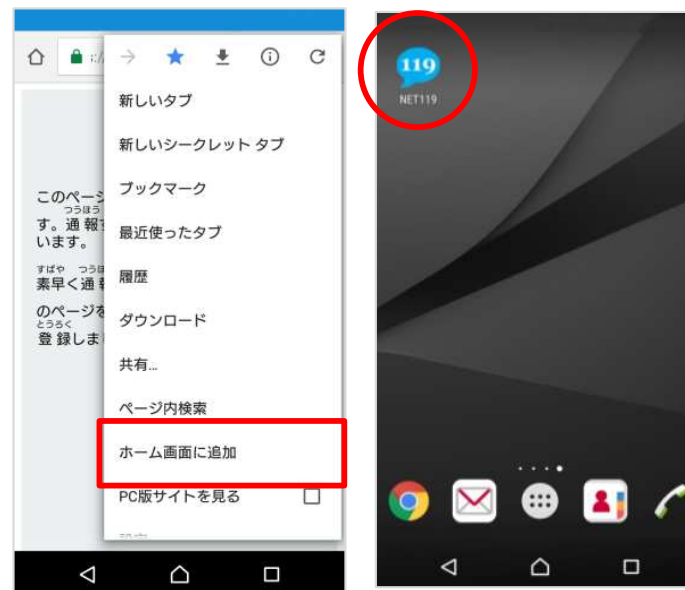 新しいタブ
新しいシークレット タブ
ブックマーク
最近使ったタブ
履歴
ダウンロード
共有...
ページ内検索
ホーム画面に追加
PC版サイトを見る
このページ
つうほう
す。通報
います。
すばや つうほ
素早く通
のページを
とうろく
登録しま
119
NET119